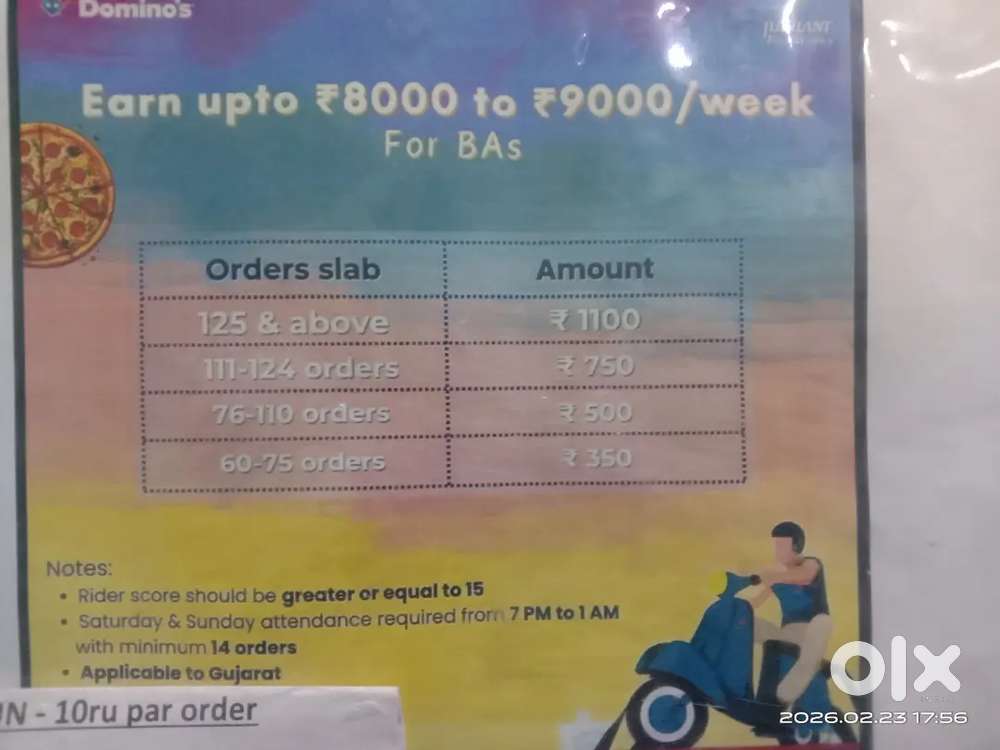 Domino's
Earn upto ₹8000 to ₹9000/week
For BAs
Orders slab Amount
125 & above ₹ 1100
111-124 orders ₹ 750
76-110 orders ₹ 500
60-75 orders ₹ 350
Notes:
• Rider score should be greater or equal to 15
• Saturday & Sunday attendance required from 7 PM to 1 AM
with minimum 14 orders
• Applicable to Gujarat
- 10ru par order
olx
2026.02.23 17:56